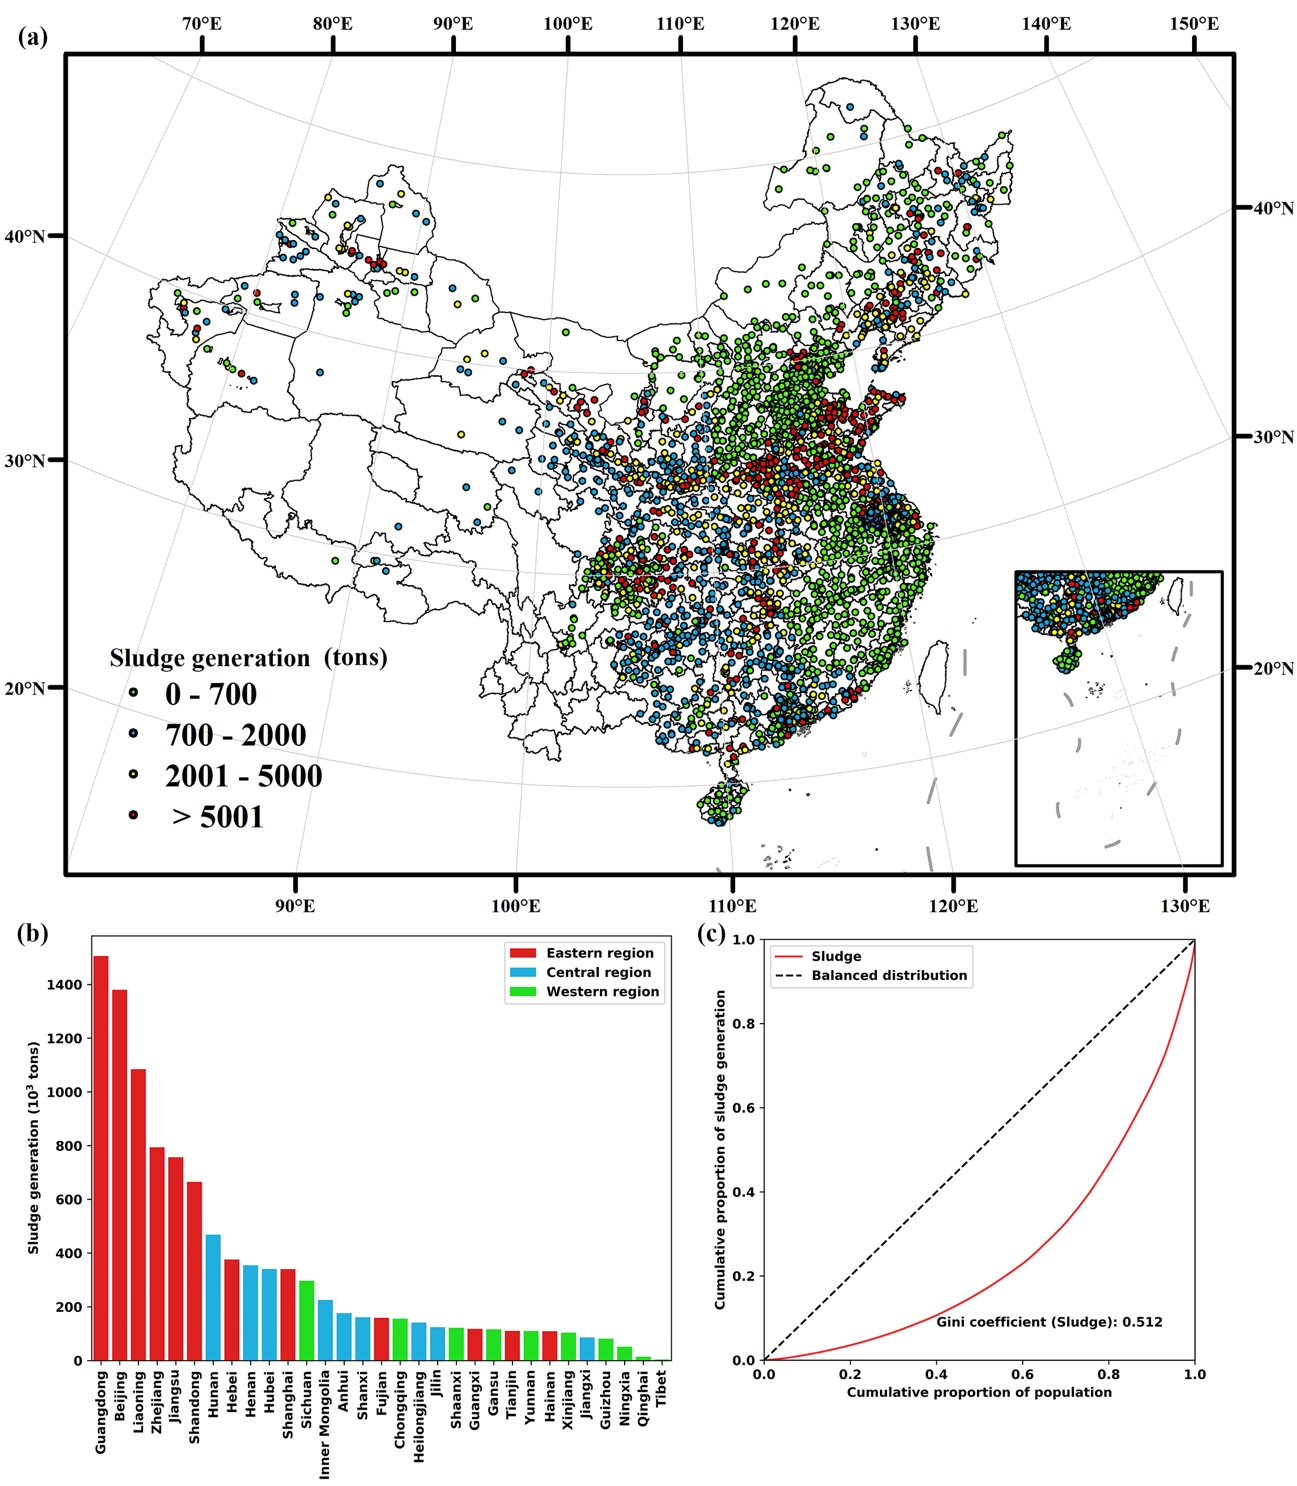 (a)
70°E 80°E 90°E 100°E 110°E 120°E 130°E 140°E 150°E
40°N
30°N
20°N
40°N
30°N
20°N
Sludge generation (tons)
0 - 700
700 - 2000
2001 - 5000
> 5001
90°E 100°E 110°E 120°E 130°E
(b)
Sludge generation (10³ tons)
1400
1200
1000
800
600
400
200
0
Eastern region
Central region
Western region
Guangdong
Beijing
Liaoning
Zhejiang
Jiangsu
Shandong
Hunan
Hebei
Henan
Hubei
Shanghai
Sichuan
Inner Mongolia
Anhui
Shanxi
Fujian
Chongqing
Heilongjiang
Jilin
Shaanxi
Guangxi
Gansu
Tianjin
Yunnan
Hainan
Xinjiang
Jiangxi
Guizhou
Ningxia
Qinghai
Tibet
(c)
Cumulative proportion of sludge generation
1.0
0.8
0.6
0.4
0.2
0.0
Sludge
Balanced distribution
Gini coefficient (Sludge): 0.512
0.0 0.2 0.4 0.6 0.8 1.0
Cumulative proportion of population